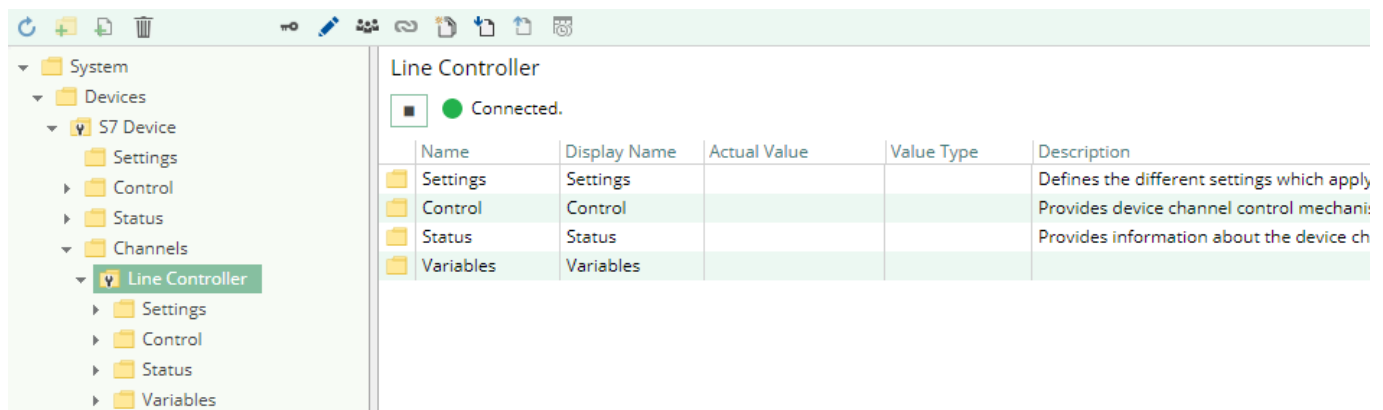 System
Devices
S7 Device
Settings
Control
Status
Channels
Line Controller
Settings
Control
Status
Variables
Line Controller
Connected.
Name Display Name Actual Value Value Type Description
Settings Settings Defines the different settings which apply
Control Control Provides device channel control mechanis
Status Status Provides information about the device ch
Variables Variables